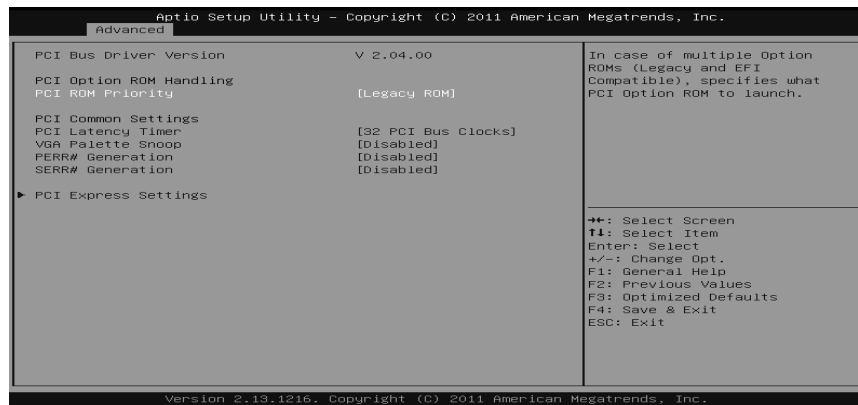 Aptio Setup Utility – Copyright (C) 2011 American Megatrends, Inc.
Advanced
PCI Bus Driver Version V 2.04.00
PCI Option ROM Handling
PCI ROM Priority [Legacy ROM]
PCI Common Settings
PCI Latency Timer [32 PCI Bus Clocks]
VGA Palette Snoop [Disabled]
PERR# Generation [Disabled]
SERR# Generation [Disabled]
▶ PCI Express Settings
In case of multiple Option
ROMs (Legacy and EFI
Compatible), specifies what
PCI Option ROM to launch.
→←: Select Screen
↑↓: Select Item
Enter: Select
+/-: Change Opt.
F1: General Help
F2: Previous Values
F3: Optimized Defaults
F4: Save & Exit
ESC: Exit
Version 2.13.1216. Copyright (C) 2011 American Megatrends, Inc.